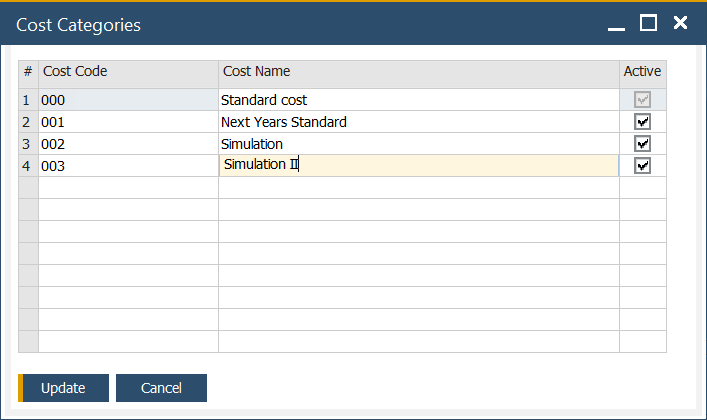 Cost Categories
# Cost Code Cost Name Active
1 000 Standard cost
2 001 Next Years Standard
3 002 Simulation
4 003 Simulation II
Update Cancel